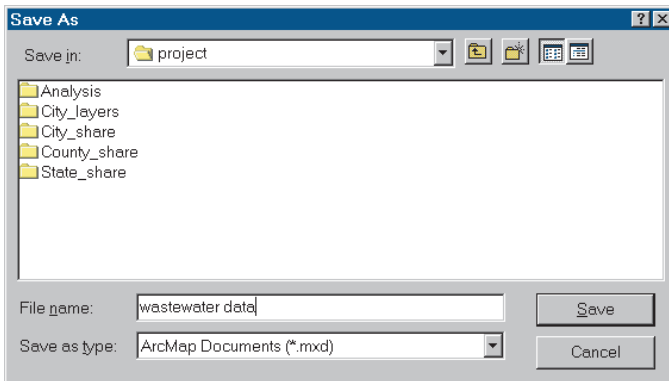 Save As
Save in: project
Analysis
City_layers
City_share
County_share
State_share
File name: wastewater data Save
Save as type: ArcMap Documents (*.mxd) Cancel